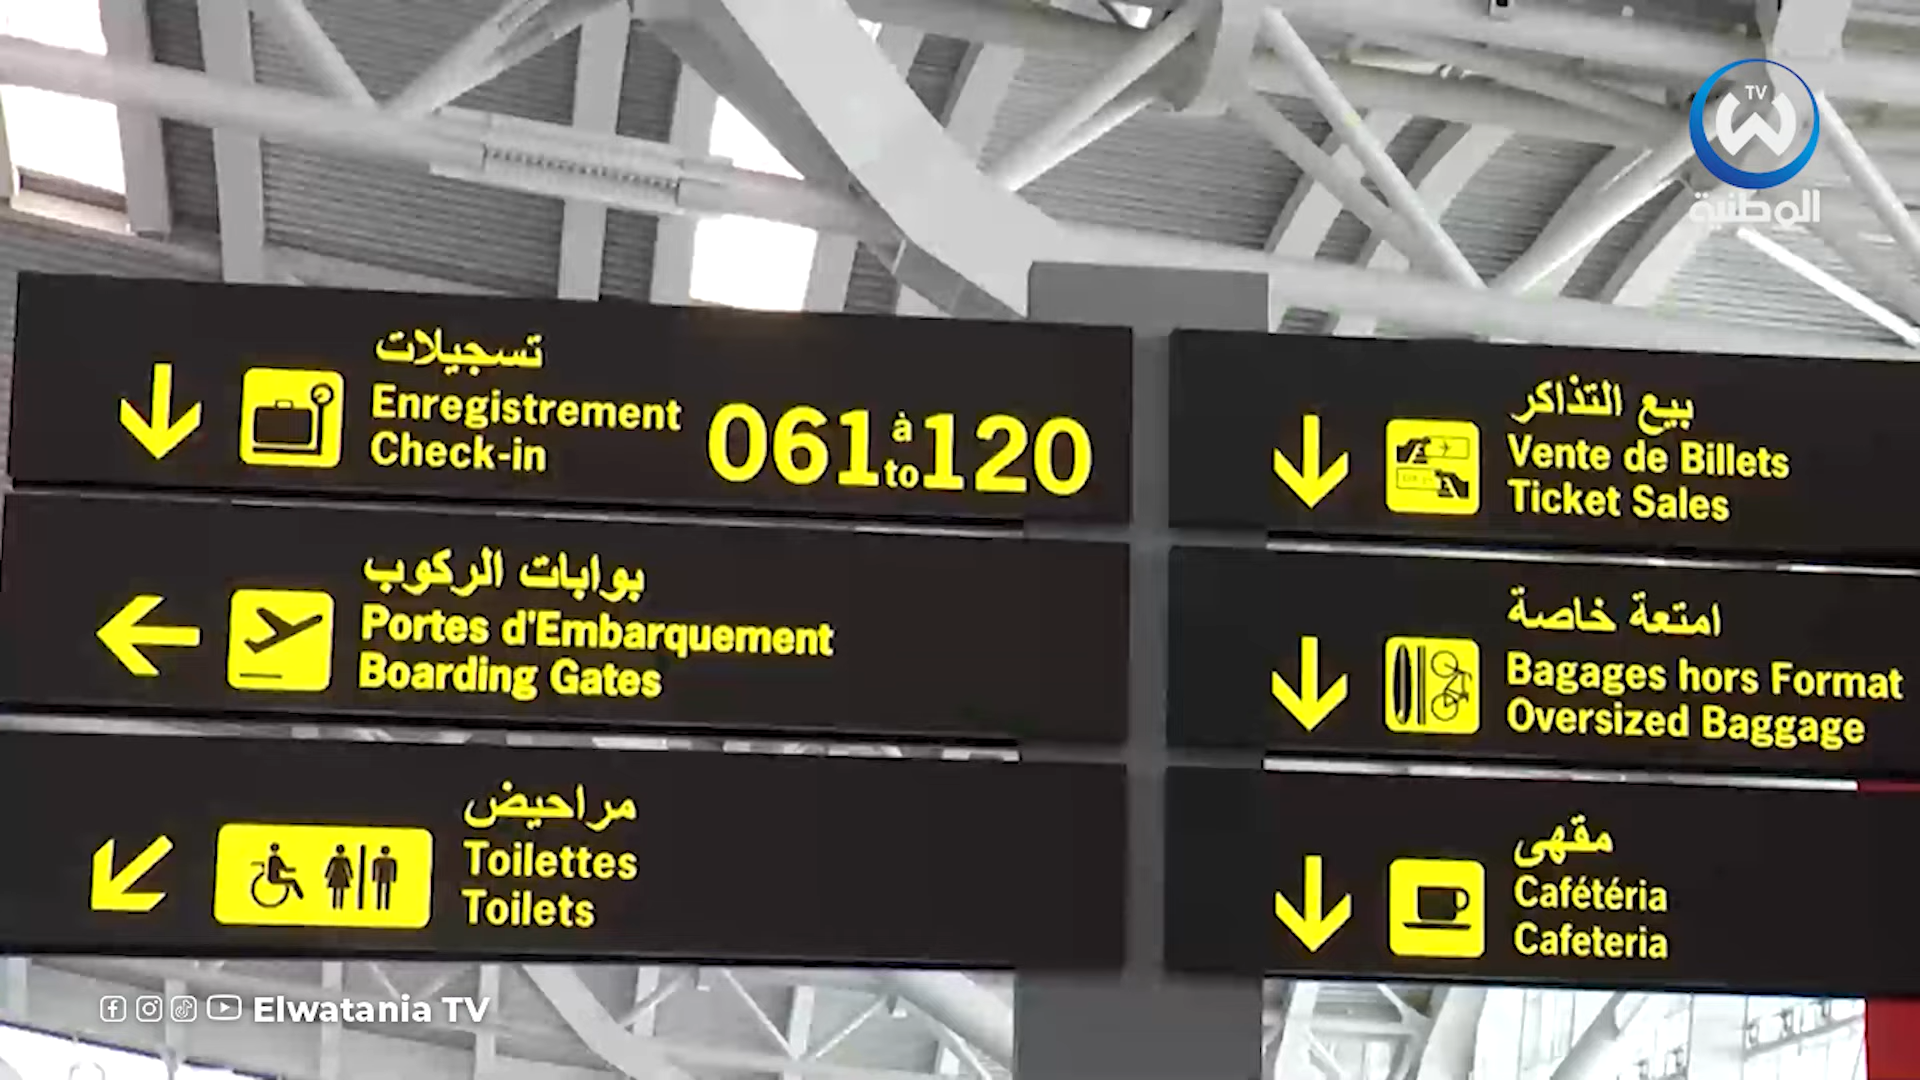 TV
الوطنية
تسجيلات
Enregistrement
Check-in
061 à to 120
بوابات الركوب
Portes d'Embarquement
Boarding Gates
مراحيض
Toilettes
Toilets
بيع التذاكر
Vente de Billets
Ticket Sales
امتعة خاصة
Bagages hors Format
Oversized Baggage
مقهى
Cafétéria
Cafeteria
Elwatania TV